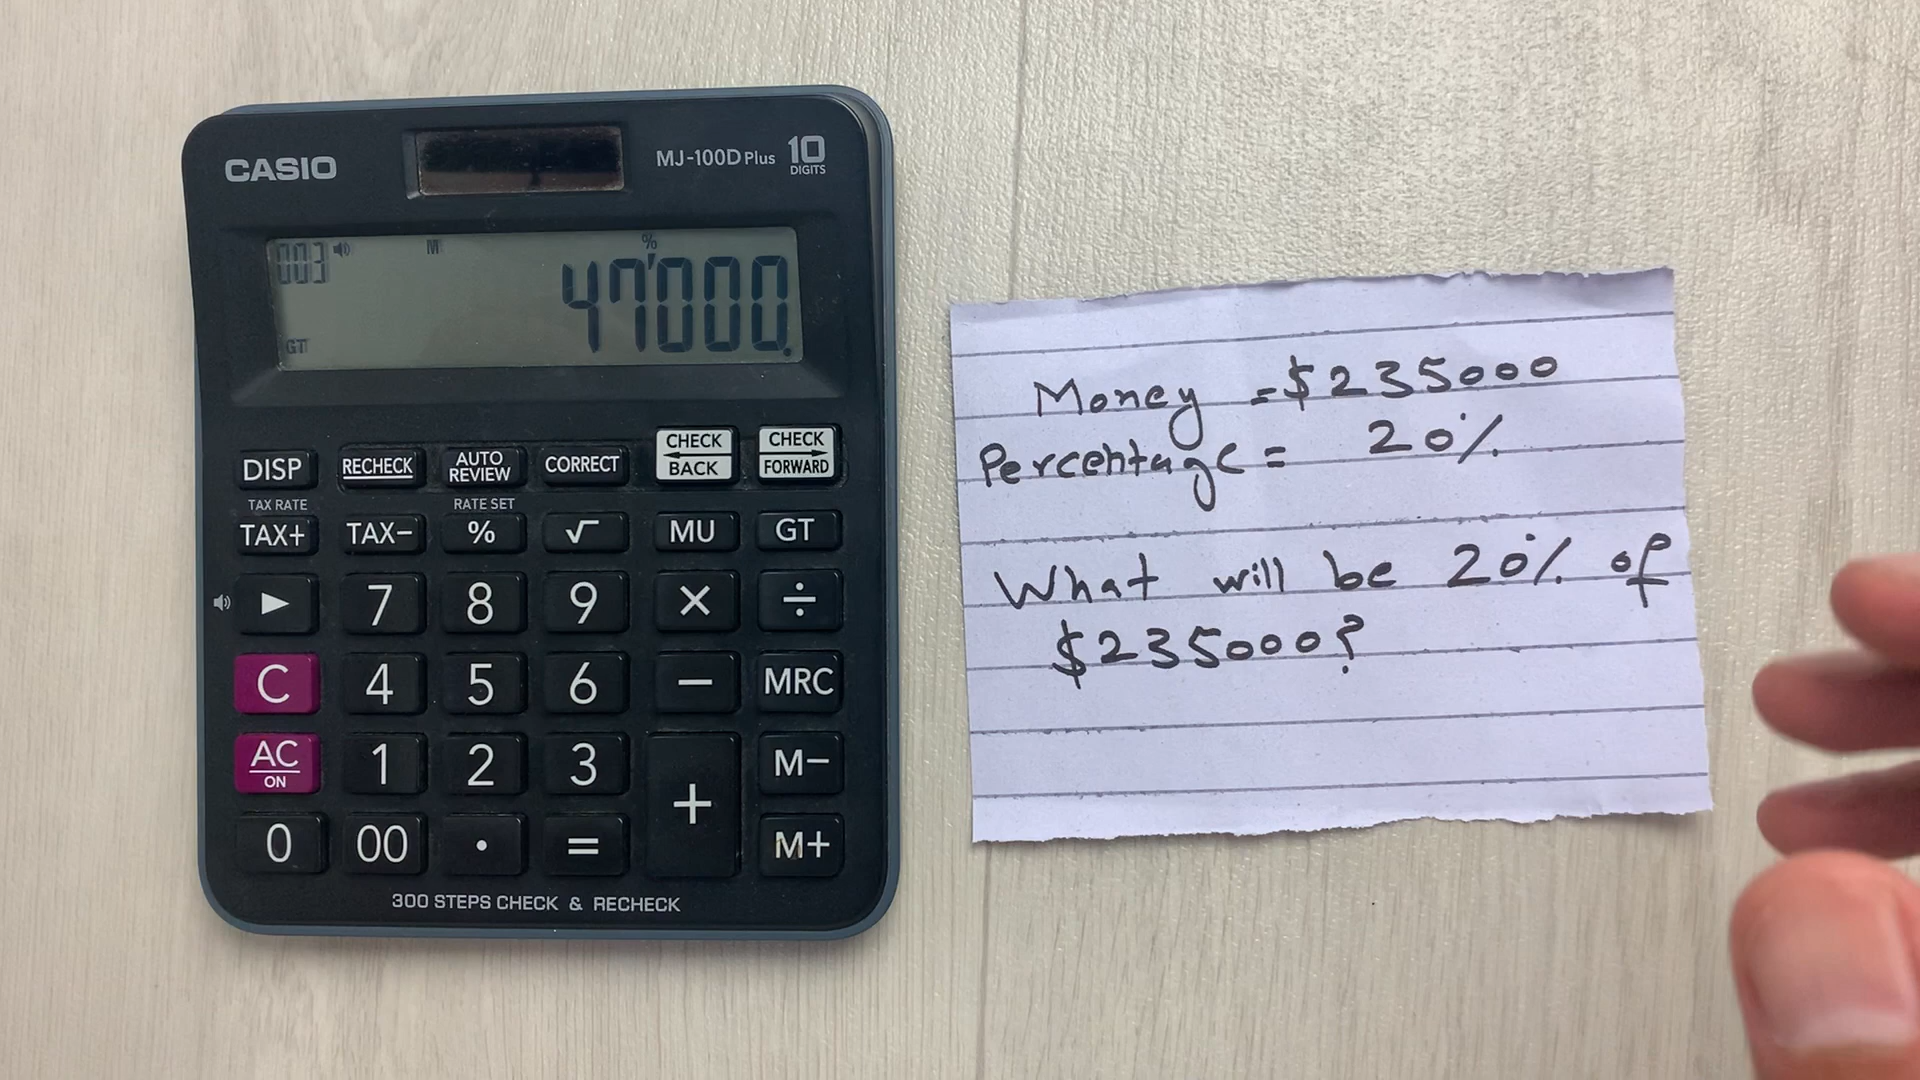 CASIO
MJ-100D Plus 10 DIGITS
003 M %
47'000.
GT
DISP RECHECK AUTO REVIEW CORRECT CHECK BACK CHECK FORWARD
TAX RATE RATE SET
TAX+ TAX− % √ MU GT
▶ 7 8 9 × ÷
C 4 5 6 − MRC
AC ON 1 2 3 + M−
0 00 . = M+
300 STEPS CHECK & RECHECK
Money = $235000
Percentage = 20%
What will be 20% of
$235000?